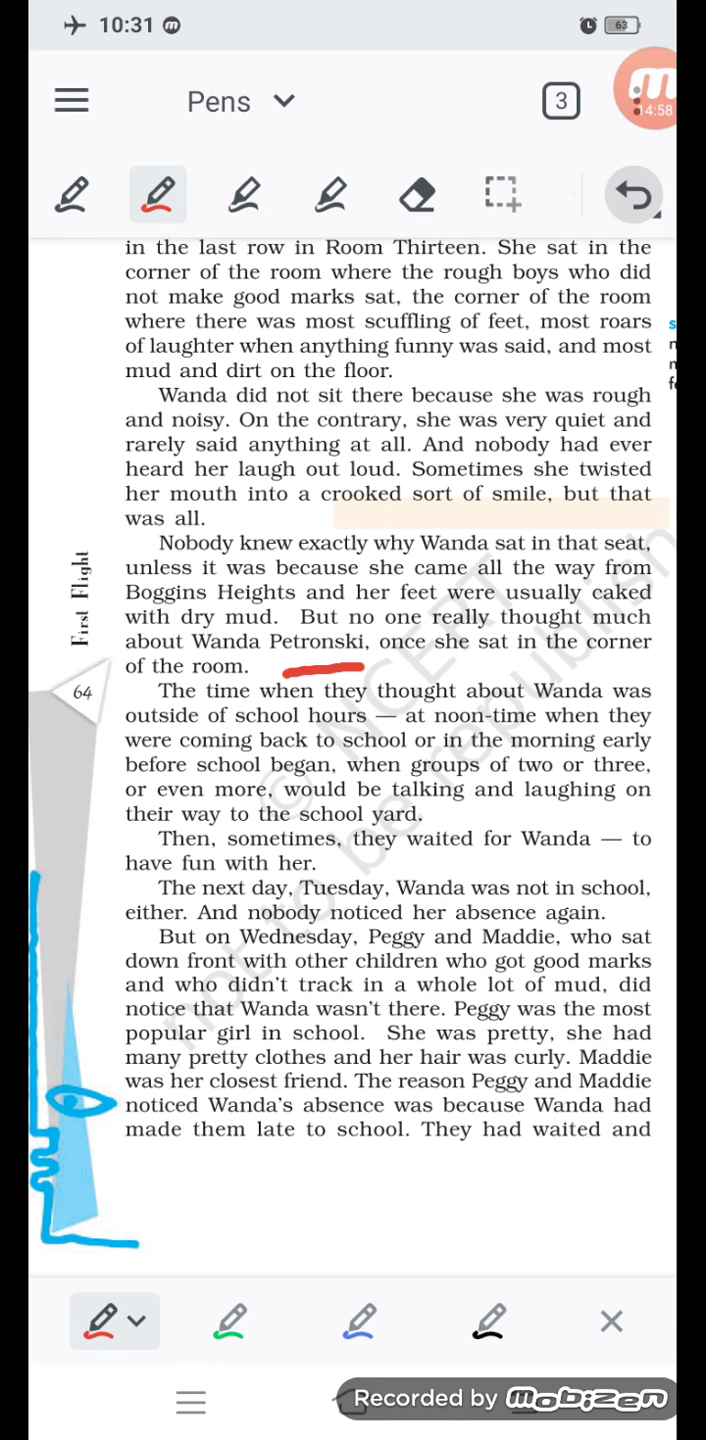 10:31
63
Pens
3
14:58
in the last row in Room Thirteen. She sat in the
corner of the room where the rough boys who did
not make good marks sat, the corner of the room
where there was most scuffling of feet, most roars
of laughter when anything funny was said, and most
mud and dirt on the floor.
Wanda did not sit there because she was rough
and noisy. On the contrary, she was very quiet and
rarely said anything at all. And nobody had ever
heard her laugh out loud. Sometimes she twisted
her mouth into a crooked sort of smile, but that
was all.
Nobody knew exactly why Wanda sat in that seat,
unless it was because she came all the way from
Boggins Heights and her feet were usually caked
with dry mud. But no one really thought much
about Wanda Petronski, once she sat in the corner
of the room.
The time when they thought about Wanda was
outside of school hours — at noon-time when they
were coming back to school or in the morning early
before school began, when groups of two or three,
or even more, would be talking and laughing on
their way to the school yard.
Then, sometimes, they waited for Wanda — to
have fun with her.
The next day, Tuesday, Wanda was not in school,
either. And nobody noticed her absence again.
But on Wednesday, Peggy and Maddie, who sat
down front with other children who got good marks
and who didn't track in a whole lot of mud, did
notice that Wanda wasn't there. Peggy was the most
popular girl in school. She was pretty, she had
many pretty clothes and her hair was curly. Maddie
was her closest friend. The reason Peggy and Maddie
noticed Wanda's absence was because Wanda had
made them late to school. They had waited and
First Flight
64
© NCERT
not to be republish
Recorded by mobizen